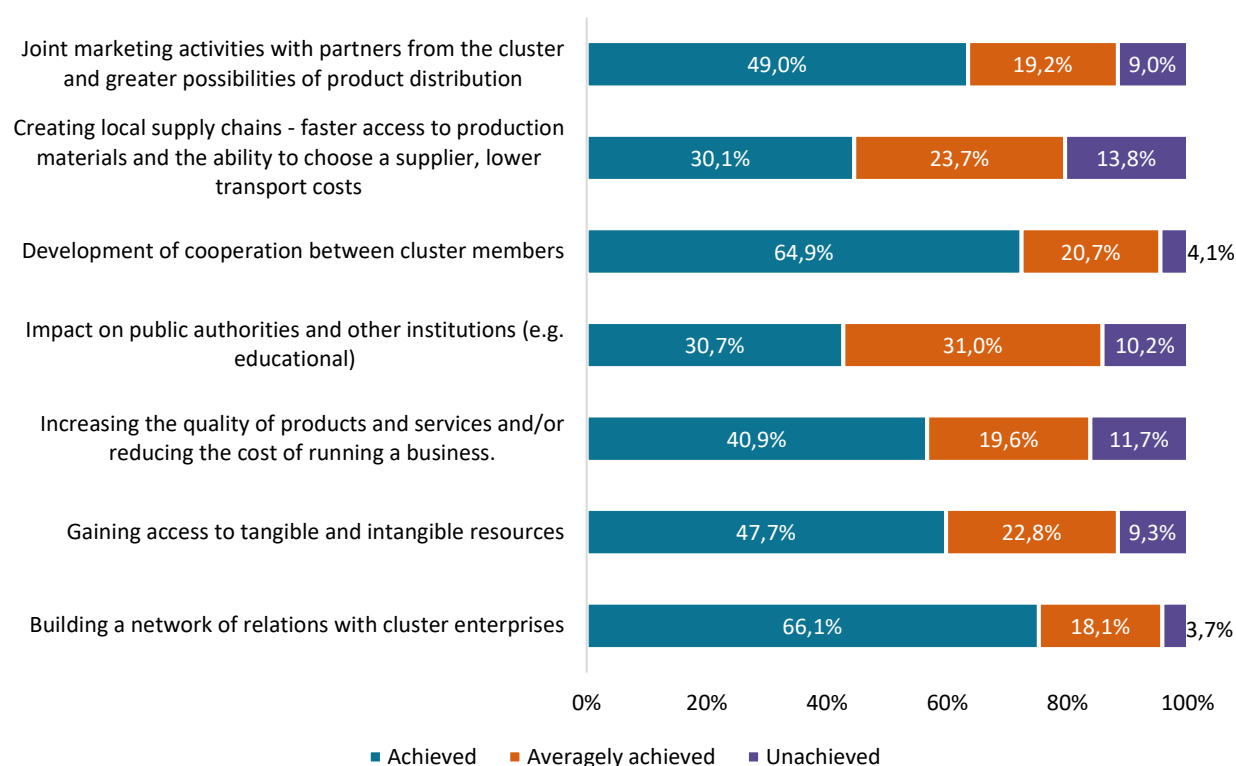 Joint marketing activities with partners from the cluster
and greater possibilities of product distribution
49,0% 19,2% 9,0%
Creating local supply chains - faster access to production
materials and the ability to choose a supplier, lower
transport costs
30,1% 23,7% 13,8%
Development of cooperation between cluster members
64,9% 20,7% 4,1%
Impact on public authorities and other institutions (e.g.
educational)
30,7% 31,0% 10,2%
Increasing the quality of products and services and/or
reducing the cost of running a business.
40,9% 19,6% 11,7%
Gaining access to tangible and intangible resources
47,7% 22,8% 9,3%
Building a network of relations with cluster enterprises
66,1% 18,1% 3,7%
0% 20% 40% 60% 80% 100%
Achieved Averagely achieved Unachieved